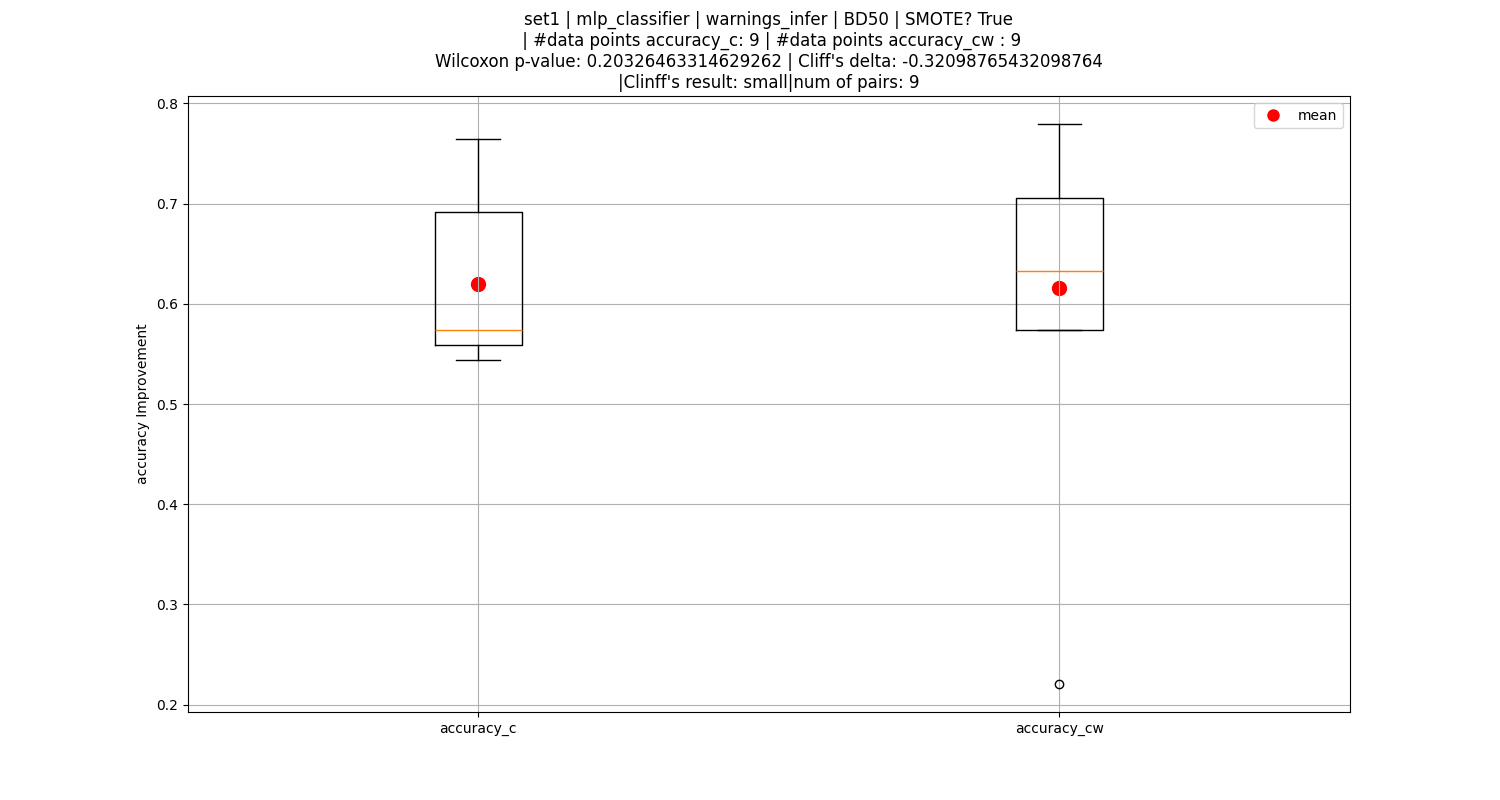 set1 | mlp_classifier | warnings_infer | BD50 | SMOTE? True
| #data points accuracy_c: 9 | #data points accuracy_cw : 9
Wilcoxon p-value: 0.20326463314629262 | Cliff's delta: -0.32098765432098764
|Clinff's result: small|num of pairs: 9
mean
accuracy Improvement
0.8
0.7
0.6
0.5
0.4
0.3
0.2
accuracy_c
accuracy_cw